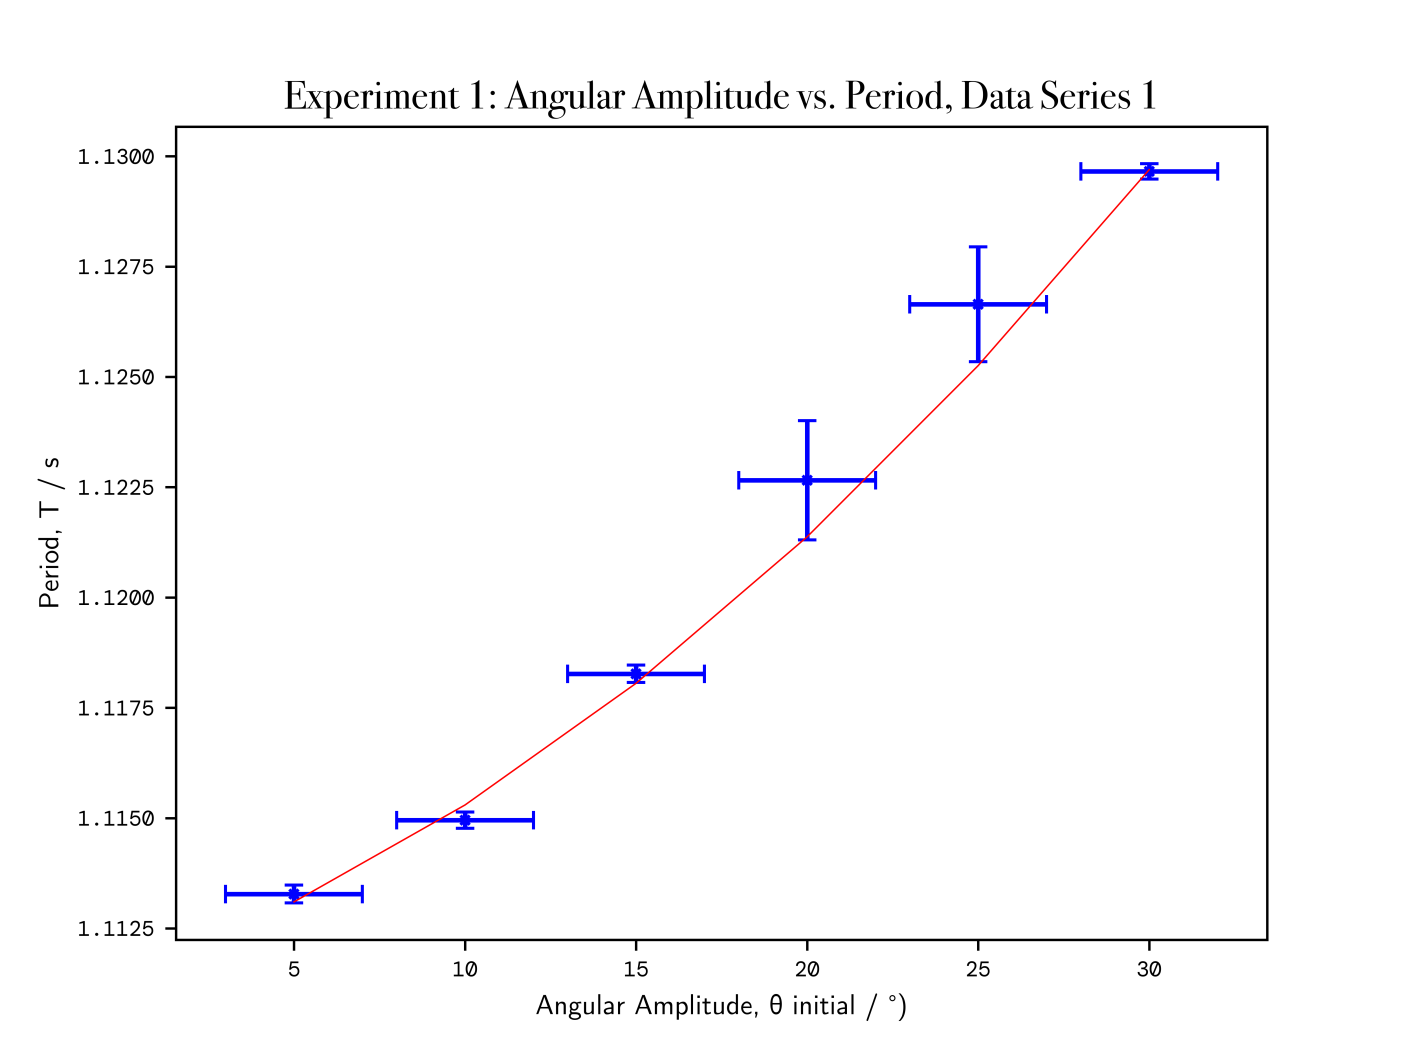 Experiment 1: Angular Amplitude vs. Period, Data Series 1
1.1300
1.1275
1.1250
1.1225
1.1200
1.1175
1.1150
1.1125
Period, T / s
5 10 15 20 25 30
Angular Amplitude, θ initial / °)